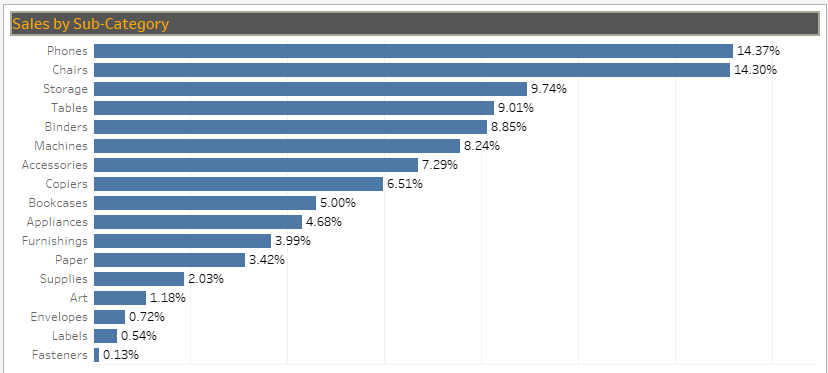 Sales by Sub-Category
Phones 14.37%
Chairs 14.30%
Storage 9.74%
Tables 9.01%
Binders 8.85%
Machines 8.24%
Accessories 7.29%
Copiers 6.51%
Bookcases 5.00%
Appliances 4.68%
Furnishings 3.99%
Paper 3.42%
Supplies 2.03%
Art 1.18%
Envelopes 0.72%
Labels 0.54%
Fasteners 0.13%